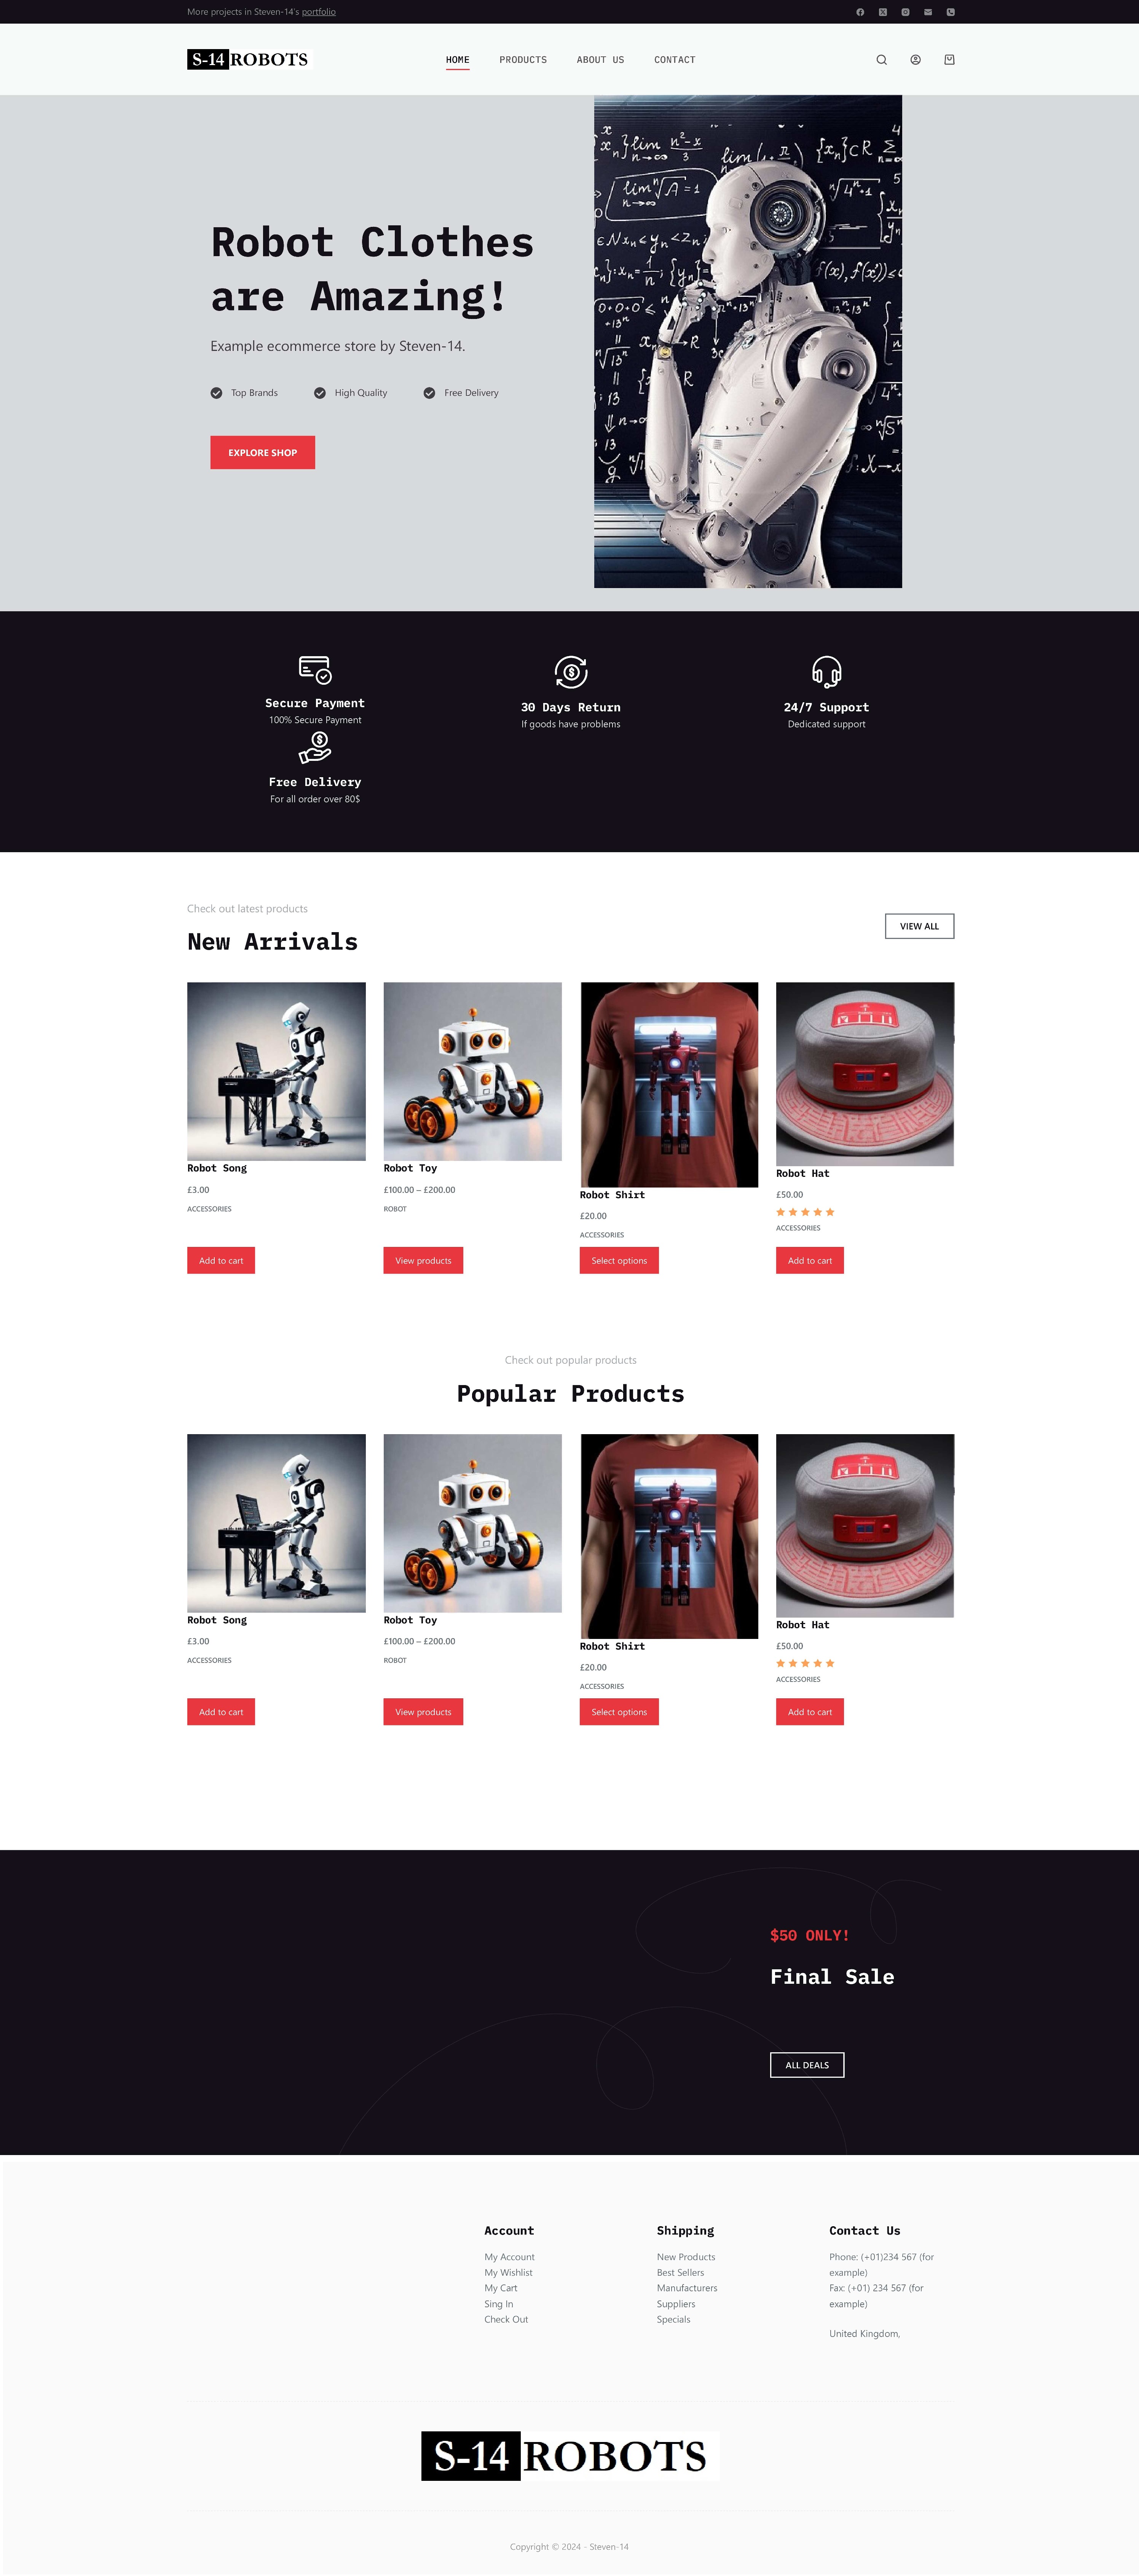 More projects in Steven-14's portfolio
S-14 ROBOTS
HOME
PRODUCTS
ABOUT US
CONTACT
Robot Clothes
are Amazing!
Example ecommerce store by Steven-14.
Top Brands
High Quality
Free Delivery
EXPLORE SHOP
Secure Payment
100% Secure Payment
30 Days Return
If goods have problems
24/7 Support
Dedicated support
Free Delivery
For all order over 80$
Check out latest products
New Arrivals
VIEW ALL
Robot Song
£3.00
ACCESSORIES
Add to cart
Robot Toy
£100.00 – £200.00
ROBOT
View products
Robot Shirt
£20.00
ACCESSORIES
Select options
Robot Hat
£50.00
ACCESSORIES
Add to cart
Check out popular products
Popular Products
Robot Song
£3.00
ACCESSORIES
Add to cart
Robot Toy
£100.00 – £200.00
ROBOT
View products
Robot Shirt
£20.00
ACCESSORIES
Select options
Robot Hat
£50.00
ACCESSORIES
Add to cart
$50 ONLY!
Final Sale
ALL DEALS
Account
My Account
My Wishlist
My Cart
Sing In
Check Out
Shipping
New Products
Best Sellers
Manufacturers
Suppliers
Specials
Contact Us
Phone: (+01)234 567 (for
example)
Fax: (+01) 234 567 (for
example)
United Kingdom,
S-14 ROBOTS
Copyright © 2024 - Steven-14